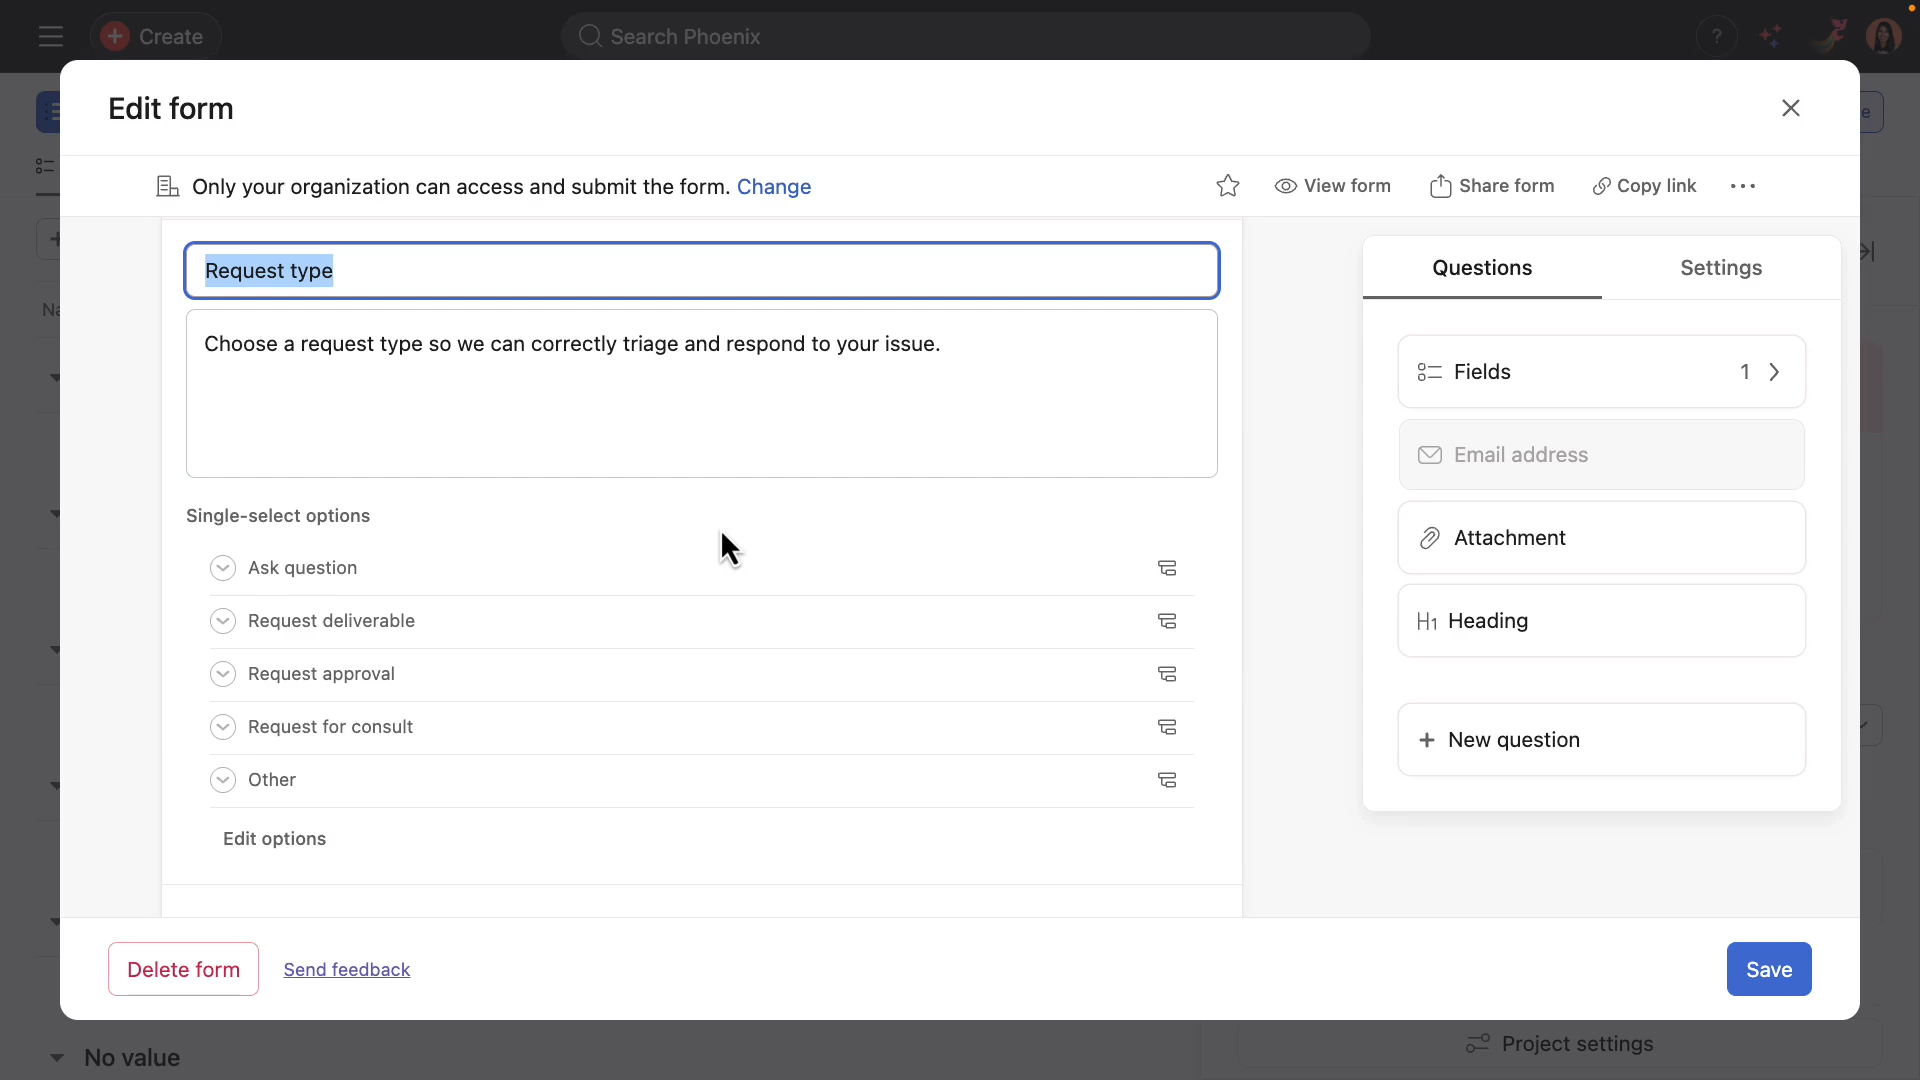 Create
Search Phoenix
?
e
Edit form
Only your organization can access and submit the form. Change
View form
Share form
Copy link
Request type
Choose a request type so we can correctly triage and respond to your issue.
Single-select options
Ask question
Request deliverable
Request approval
Request for consult
Other
Edit options
Questions
Settings
Fields
1
Email address
Attachment
H1 Heading
+ New question
Na
Delete form
Send feedback
Save
No value
Project settings